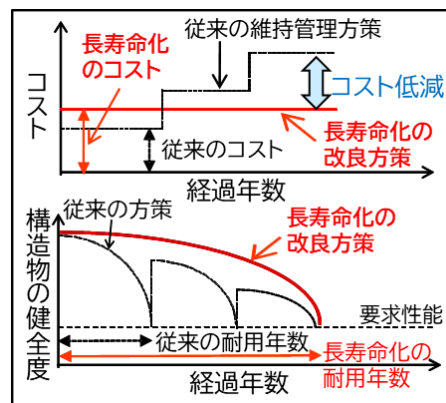 従来の維持管理方策
長寿命化
のコスト
コスト
コスト低減
従来のコスト
長寿命化の
改良方策
経過年数
従来の方策
長寿命化の
改良方策
構造物の健全度
要求性能
従来の耐用年数
長寿命化の
耐用年数
経過年数